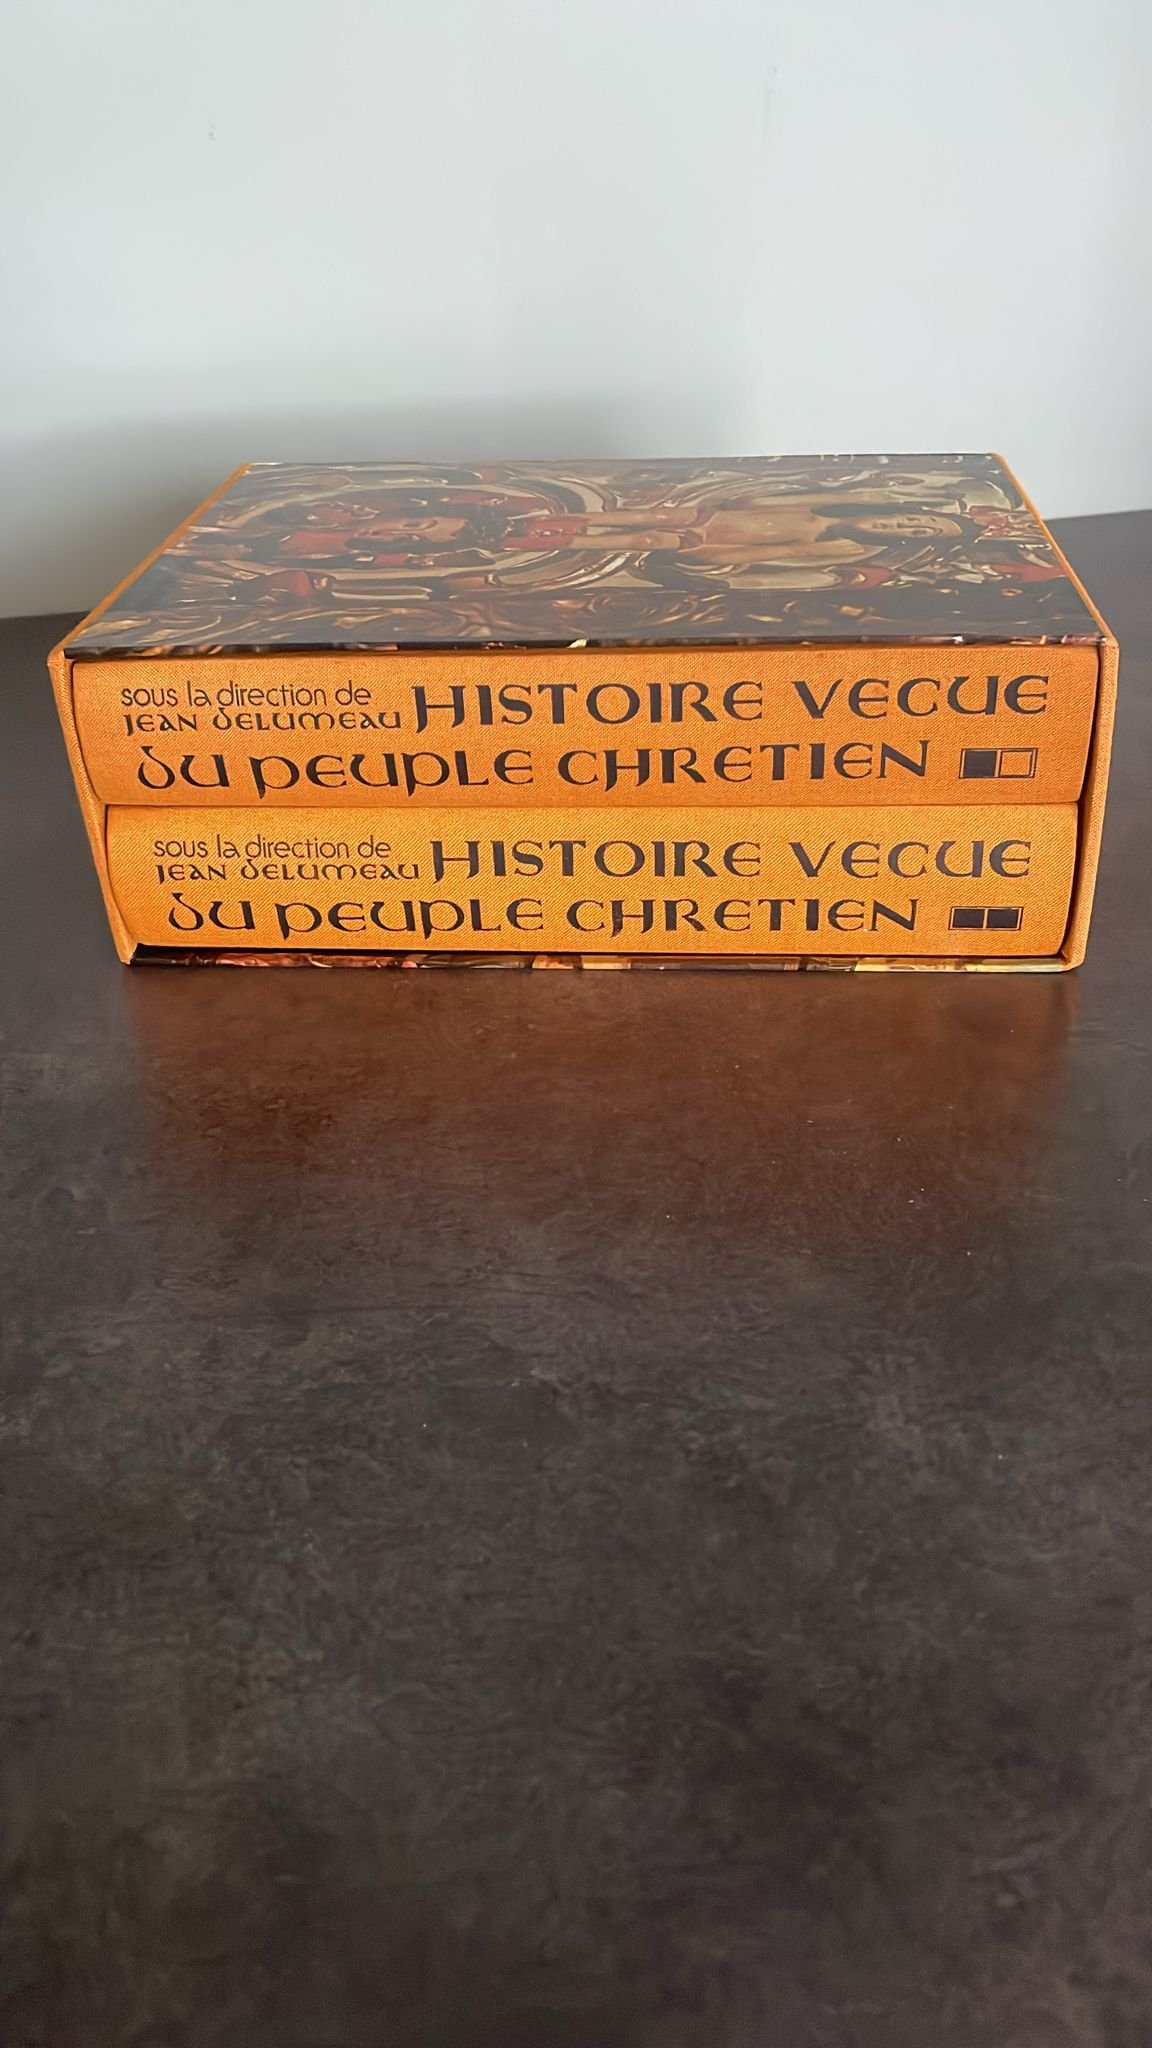 sous la direction de
JEAN DELUMEAU
HISTOIRE VECUE
DU PEUPLE CHRETIEN
sous la direction de
JEAN DELUMEAU
HISTOIRE VECUE
DU PEUPLE CHRETIEN